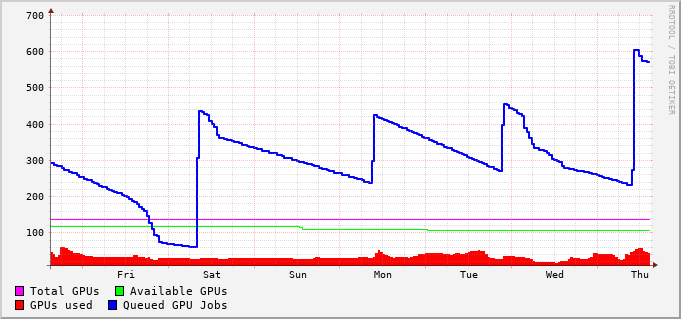 700
600
500
400
300
200
100
Fri Sat Sun Mon Tue Wed Thu
Total GPUs Available GPUs
GPUs used Queued GPU Jobs
RRDTOOL / TOBI OETIKER